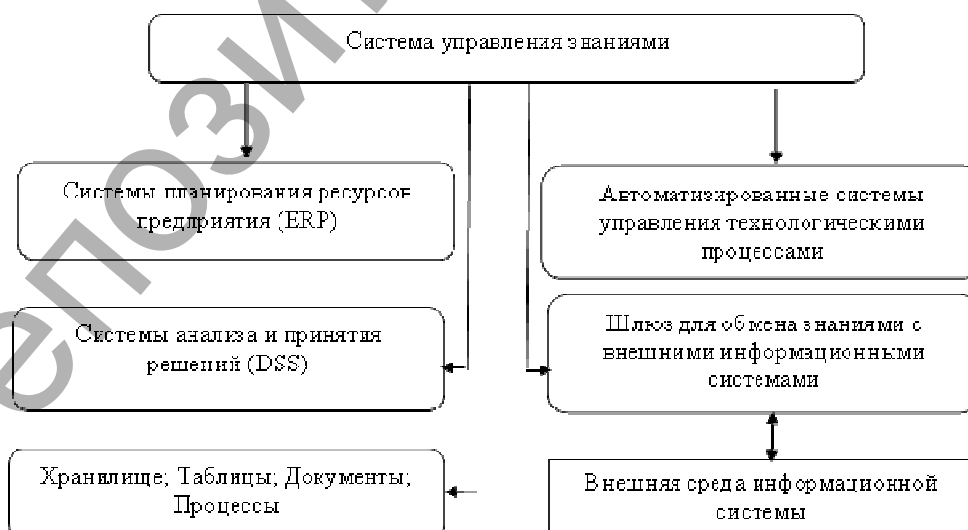 Система управления знаниями
Системы планирования ресурсов
предприятия (ERP)
Автоматизированные системы
управления технологическими
процессами
Системы анализа и принятия
решений (DSS)
Шлюз для обмена знаниями с
внешними информационными
системами
Хранилище; Таблицы; Документы;
Процессы
Внешняя среда информационной
системы